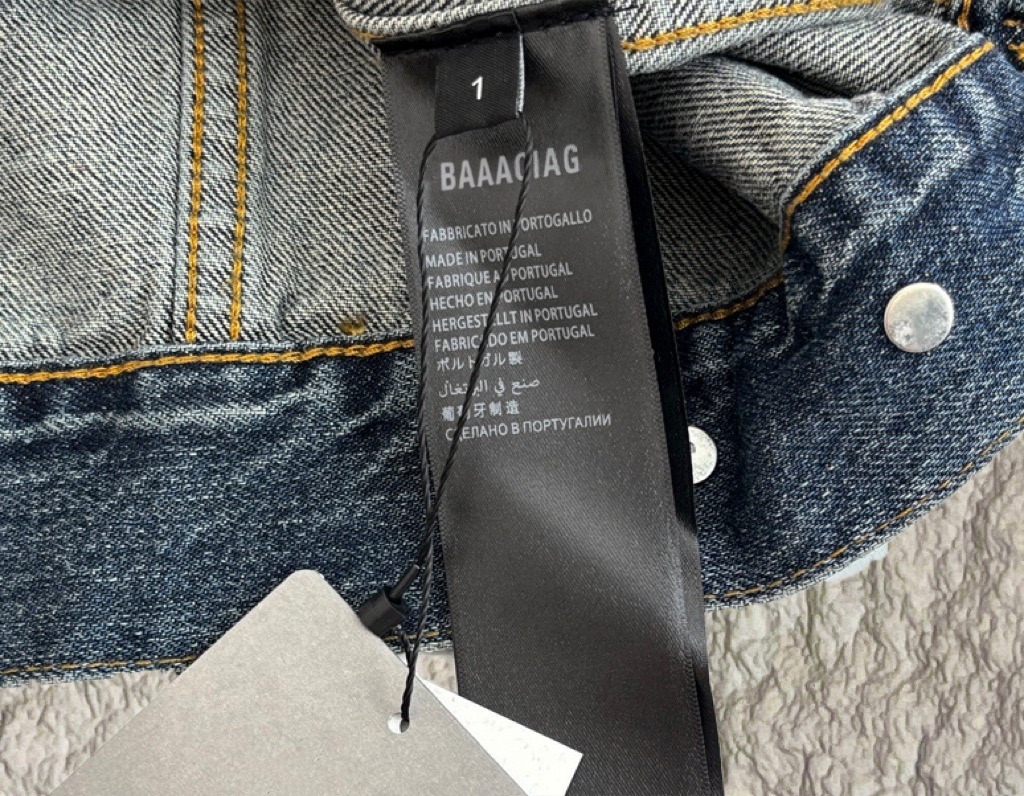 1
BAAACIAG
FABBRICATO IN PORTOGALLO
MADE IN PORTUGAL
FABRIQUE AU PORTUGAL
HECHO EN PORTUGAL
HERGESTELLT IN PORTUGAL
FABRICADO EM PORTUGAL
ポルトガル製
صنع في البرتغال
葡萄牙制造
СДЕЛАНО В ПОРТУГАЛИИ